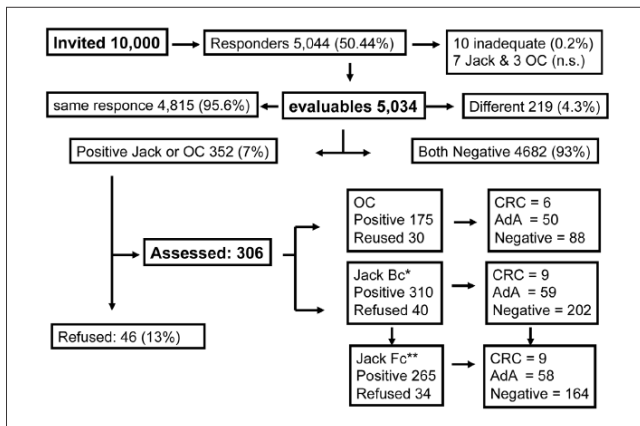 Invited 10,000
Responders 5,044 (50.44%)
10 inadequate (0.2%)
7 Jack & 3 OC (n.s.)
same responce 4,815 (95.6%)
evaluables 5,034
Different 219 (4.3%)
Positive Jack or OC 352 (7%)
Both Negative 4682 (93%)
OC
Positive 175
Reused 30
CRC = 6
AdA = 50
Negative = 88
Assessed: 306
Jack Bc*
Positive 310
Refused 40
CRC = 9
AdA = 59
Negative = 202
Refused: 46 (13%)
Jack Fc**
Positive 265
Refused 34
CRC = 9
AdA = 58
Negative = 164